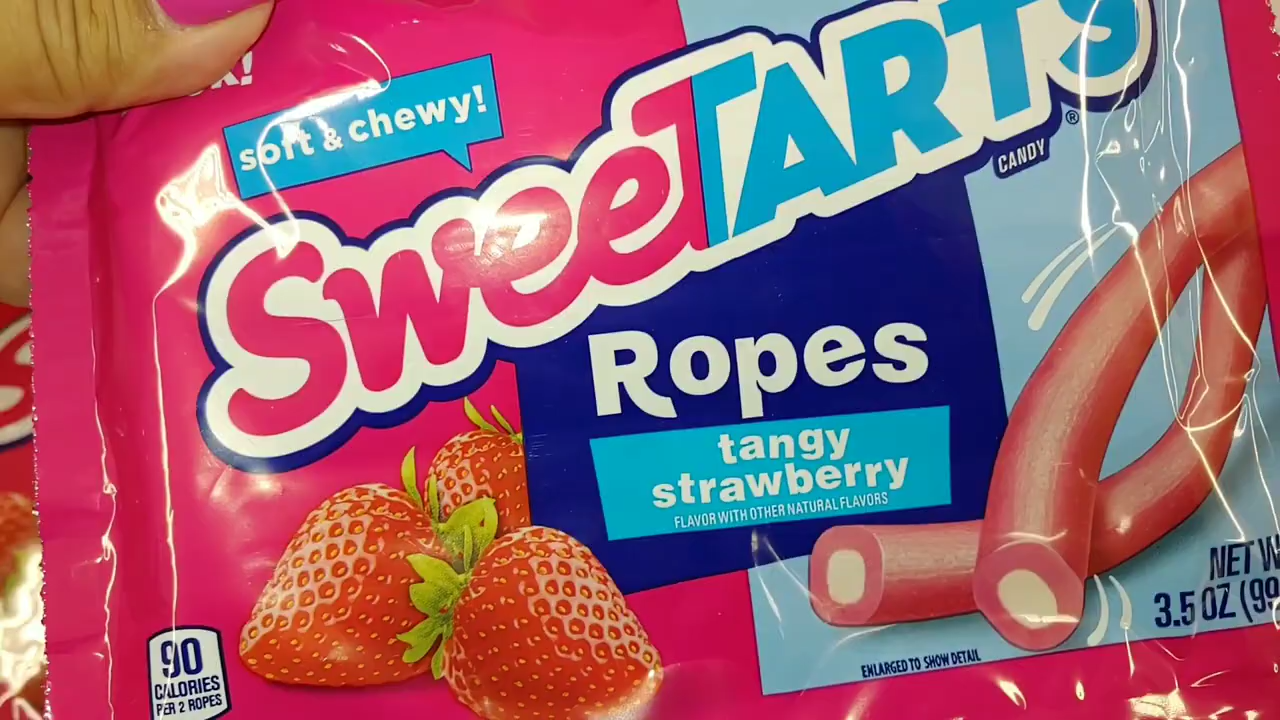 soft & chewy!
SweeTARTS®
CANDY
Ropes
tangy
strawberry
FLAVOR WITH OTHER NATURAL FLAVORS
90
CALORIES
PER 2 ROPES
ENLARGED TO SHOW DETAIL
NET
3.5 OZ